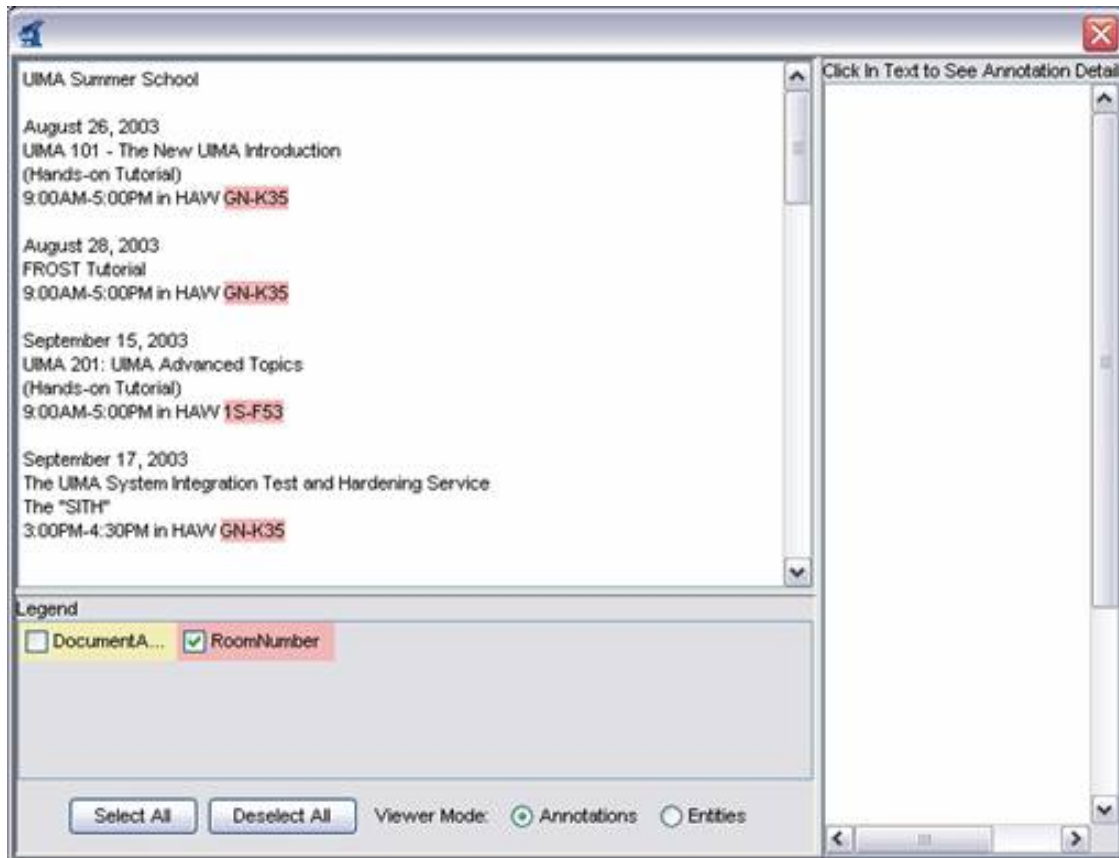 UIMA Summer School
August 26, 2003
UIMA 101 - The New UIMA Introduction
(Hands-on Tutorial)
9:00AM-5:00PM in HAW GN-K35
August 28, 2003
FROST Tutorial
9:00AM-5:00PM in HAW GN-K35
September 15, 2003
UIMA 201: UIMA Advanced Topics
(Hands-on Tutorial)
9:00AM-5:00PM in HAW 1S-F53
September 17, 2003
The UIMA System Integration Test and Hardening Service
The "SITH"
3:00PM-4:30PM in HAW GN-K35
Click In Text to See Annotation Detail
Legend
DocumentA... RoomNumber
Select All Deselect All Viewer Mode: Annotations Entities